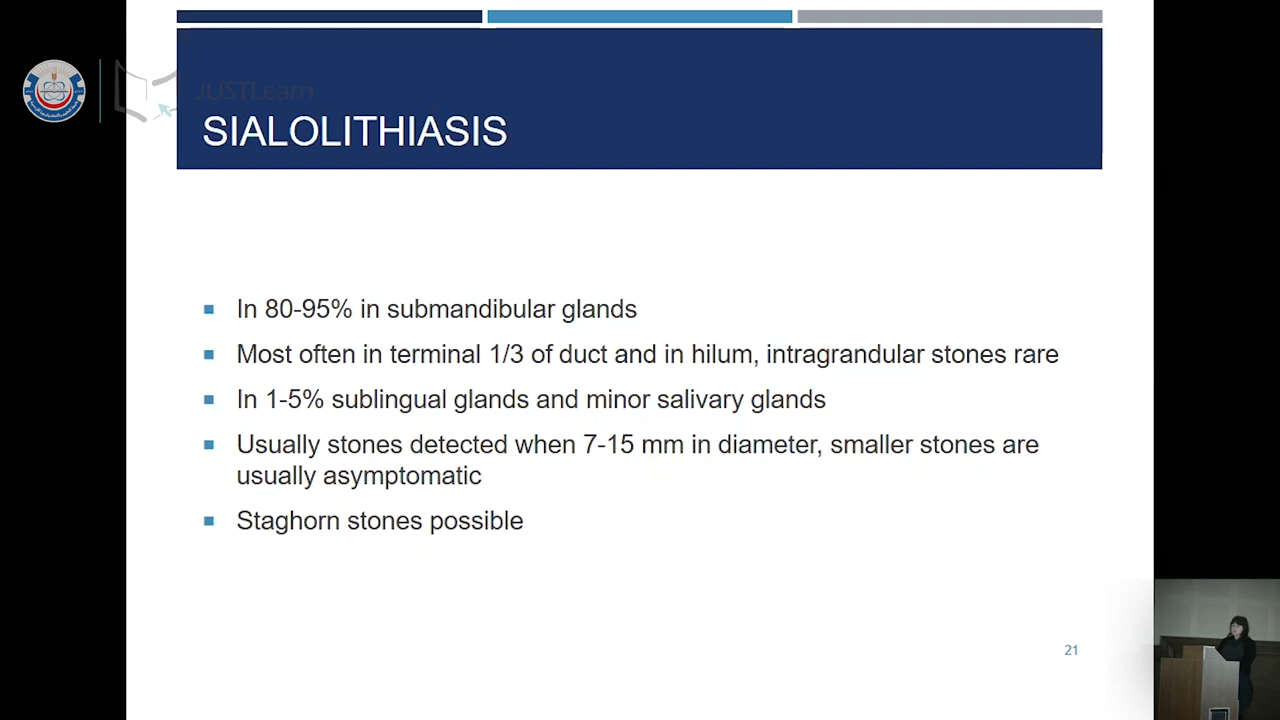 JUSTLearn
SIALOLITHIASIS
In 80-95% in submandibular glands
Most often in terminal 1/3 of duct and in hilum, intragrandular stones rare
In 1-5% sublingual glands and minor salivary glands
Usually stones detected when 7-15 mm in diameter, smaller stones are
usually asymptomatic
Staghorn stones possible
21